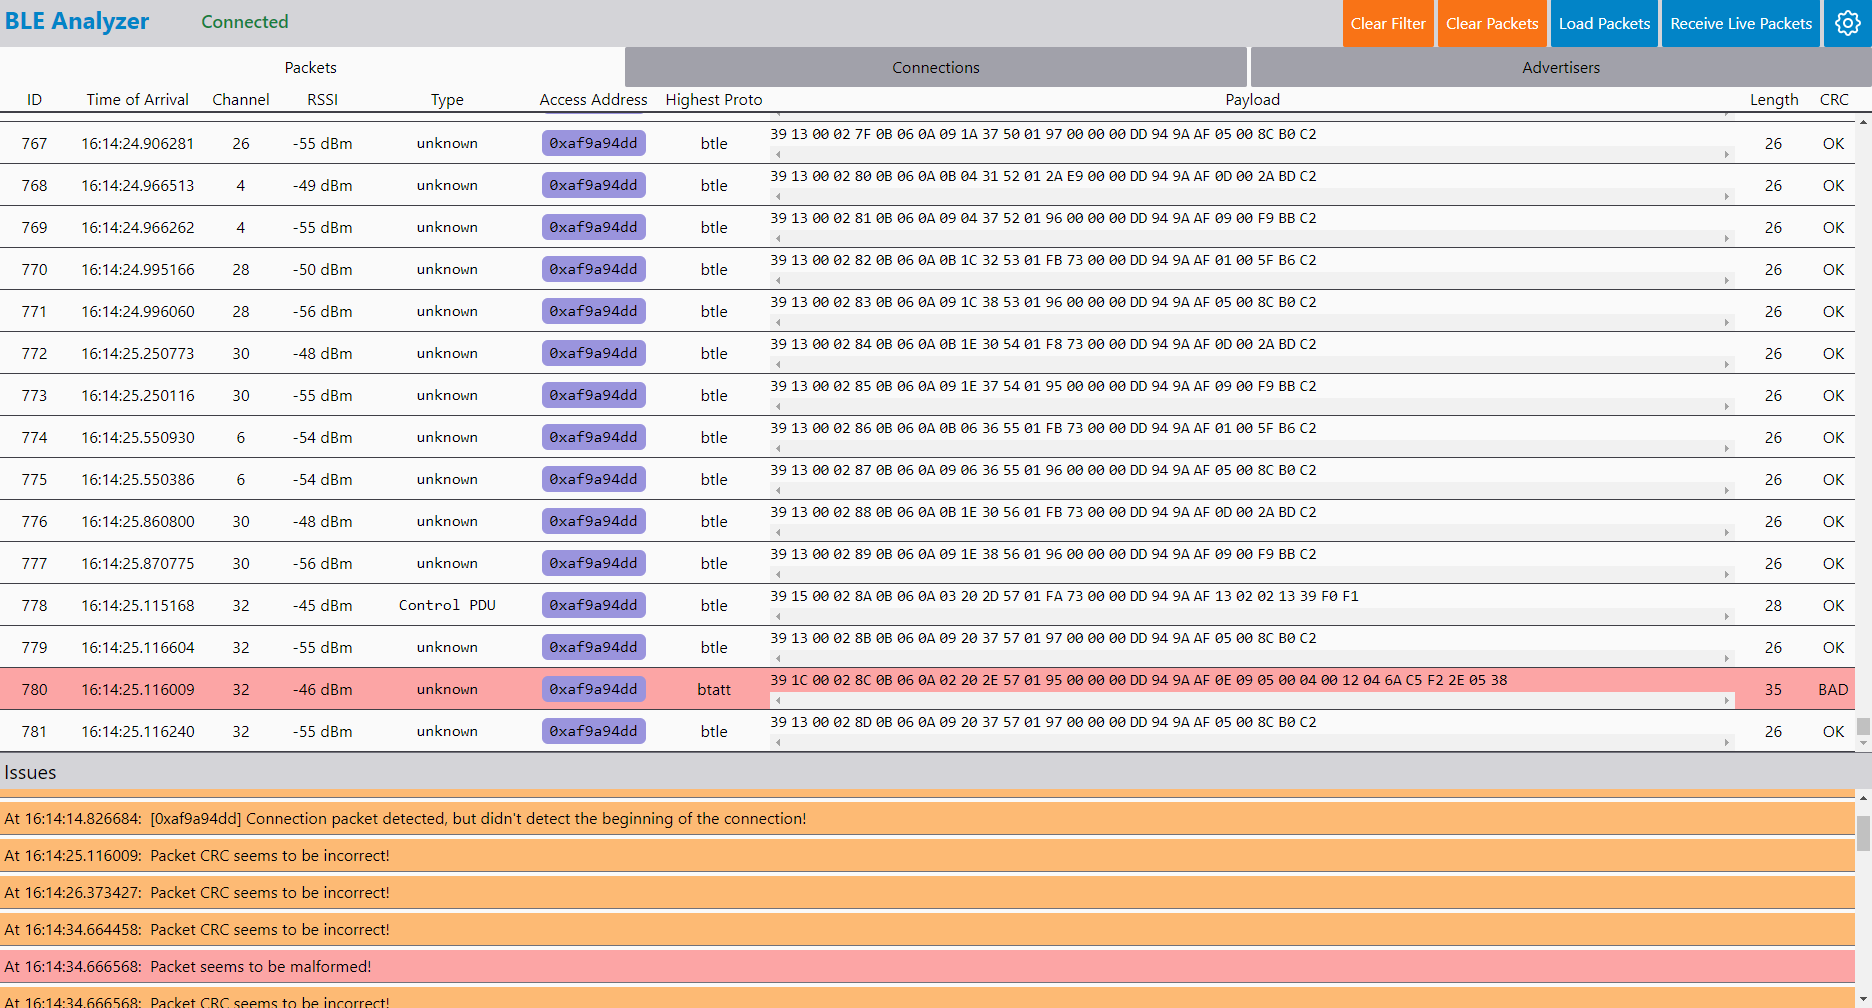 BLE Analyzer Connected Clear Filter Clear Packets Load Packets Receive Live Packets
Packets Connections Advertisers
ID Time of Arrival Channel RSSI Type Access Address Highest Proto Payload Length CRC
767 16:14:24.906281 26 -55 dBm unknown 0xaf9a94dd btle 39 13 00 02 7F 0B 06 0A 09 1A 37 50 01 97 00 00 00 DD 94 9A AF 05 00 8C B0 C2 26 OK
768 16:14:24.966513 4 -49 dBm unknown 0xaf9a94dd btle 39 13 00 02 80 0B 06 0A 0B 04 31 52 01 2A E9 00 00 DD 94 9A AF 0D 00 2A BD C2 26 OK
769 16:14:24.966262 4 -55 dBm unknown 0xaf9a94dd btle 39 13 00 02 81 0B 06 0A 09 04 37 52 01 96 00 00 00 DD 94 9A AF 09 00 F9 BB C2 26 OK
770 16:14:24.995166 28 -50 dBm unknown 0xaf9a94dd btle 39 13 00 02 82 0B 06 0A 0B 1C 32 53 01 FB 73 00 00 DD 94 9A AF 01 00 5F B6 C2 26 OK
771 16:14:24.996060 28 -56 dBm unknown 0xaf9a94dd btle 39 13 00 02 83 0B 06 0A 09 1C 38 53 01 96 00 00 00 DD 94 9A AF 05 00 8C B0 C2 26 OK
772 16:14:25.250773 30 -48 dBm unknown 0xaf9a94dd btle 39 13 00 02 84 0B 06 0A 0B 1E 30 54 01 F8 73 00 00 DD 94 9A AF 0D 00 2A BD C2 26 OK
773 16:14:25.250116 30 -55 dBm unknown 0xaf9a94dd btle 39 13 00 02 85 0B 06 0A 09 1E 37 54 01 95 00 00 00 DD 94 9A AF 09 00 F9 BB C2 26 OK
774 16:14:25.550930 6 -54 dBm unknown 0xaf9a94dd btle 39 13 00 02 86 0B 06 0A 0B 06 36 55 01 FB 73 00 00 DD 94 9A AF 01 00 5F B6 C2 26 OK
775 16:14:25.550386 6 -54 dBm unknown 0xaf9a94dd btle 39 13 00 02 87 0B 06 0A 09 06 36 55 01 96 00 00 00 DD 94 9A AF 05 00 8C B0 C2 26 OK
776 16:14:25.860800 30 -48 dBm unknown 0xaf9a94dd btle 39 13 00 02 88 0B 06 0A 0B 1E 30 56 01 FB 73 00 00 DD 94 9A AF 0D 00 2A BD C2 26 OK
777 16:14:25.870775 30 -56 dBm unknown 0xaf9a94dd btle 39 13 00 02 89 0B 06 0A 09 1E 38 56 01 96 00 00 00 DD 94 9A AF 09 00 F9 BB C2 26 OK
778 16:14:25.115168 32 -45 dBm Control PDU 0xaf9a94dd btle 39 15 00 02 8A 0B 06 0A 03 20 2D 57 01 FA 73 00 00 DD 94 9A AF 13 02 02 13 39 F0 F1 28 OK
779 16:14:25.116604 32 -55 dBm unknown 0xaf9a94dd btle 39 13 00 02 8B 0B 06 0A 09 20 37 57 01 97 00 00 00 DD 94 9A AF 05 00 8C B0 C2 26 OK
780 16:14:25.116009 32 -46 dBm unknown 0xaf9a94dd btatt 39 1C 00 02 8C 0B 06 0A 02 20 2E 57 01 95 00 00 00 DD 94 9A AF 0E 09 05 00 04 00 12 04 6A C5 F2 2E 05 38 35 BAD
781 16:14:25.116240 32 -55 dBm unknown 0xaf9a94dd btle 39 13 00 02 8D 0B 06 0A 09 20 37 57 01 97 00 00 00 DD 94 9A AF 05 00 8C B0 C2 26 OK
Issues
At 16:14:14.826684: [0xaf9a94dd] Connection packet detected, but didn't detect the beginning of the connection!
At 16:14:25.116009: Packet CRC seems to be incorrect!
At 16:14:26.373427: Packet CRC seems to be incorrect!
At 16:14:34.664458: Packet CRC seems to be incorrect!
At 16:14:34.666568: Packet seems to be malformed!
At 16:14:34.666568: Packet CRC seems to be incorrect!